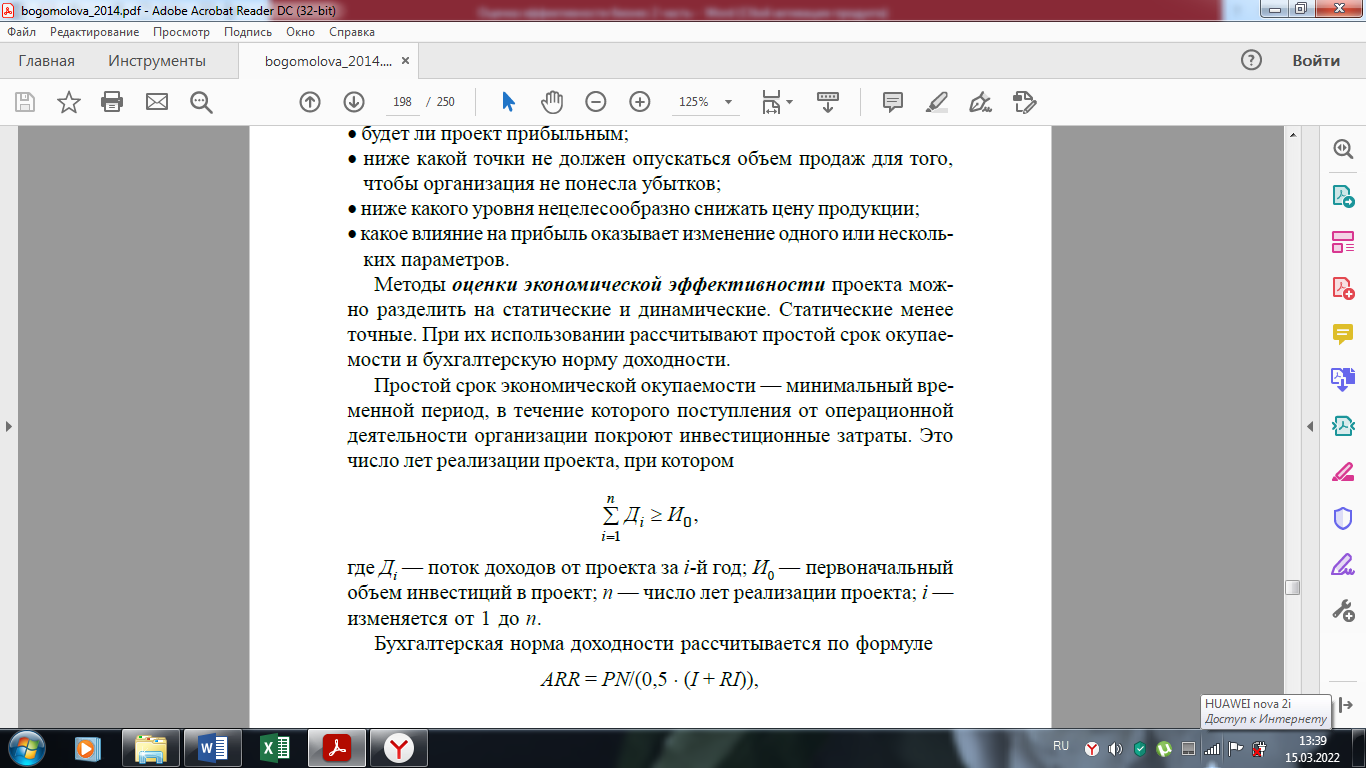 bogomolova_2014.pdf - Adobe Acrobat Reader DC (32-bit)
Файл Редактирование Просмотр Подпись Окно Справка
Главная Инструменты bogomolova_2014.... × Войти
198 / 250 125%
• будет ли проект прибыльным;
• ниже какой точки не должен опускаться объем продаж для того,
чтобы организация не понесла убытков;
• ниже какого уровня нецелесообразно снижать цену продукции;
• какое влияние на прибыль оказывает изменение одного или несколь-
ких параметров.
Методы оценки экономической эффективности проекта мож-
но разделить на статические и динамические. Статические менее
точные. При их использовании рассчитывают простой срок окупае-
мости и бухгалтерскую норму доходности.
Простой срок экономической окупаемости — минимальный вре-
менной период, в течение которого поступления от операционной
деятельности организации покроют инвестиционные затраты. Это
число лет реализации проекта, при котором
n
∑ Дi ≥ И0,
i=1
где Дi — поток доходов от проекта за i-й год; И0 — первоначальный
объем инвестиций в проект; n — число лет реализации проекта; i —
изменяется от 1 до n.
Бухгалтерская норма доходности рассчитывается по формуле
ARR = PN/(0,5 · (I + RI)),
HUAWEI nova 2i
Доступ к Интернету
RU 13:39
15.03.2022